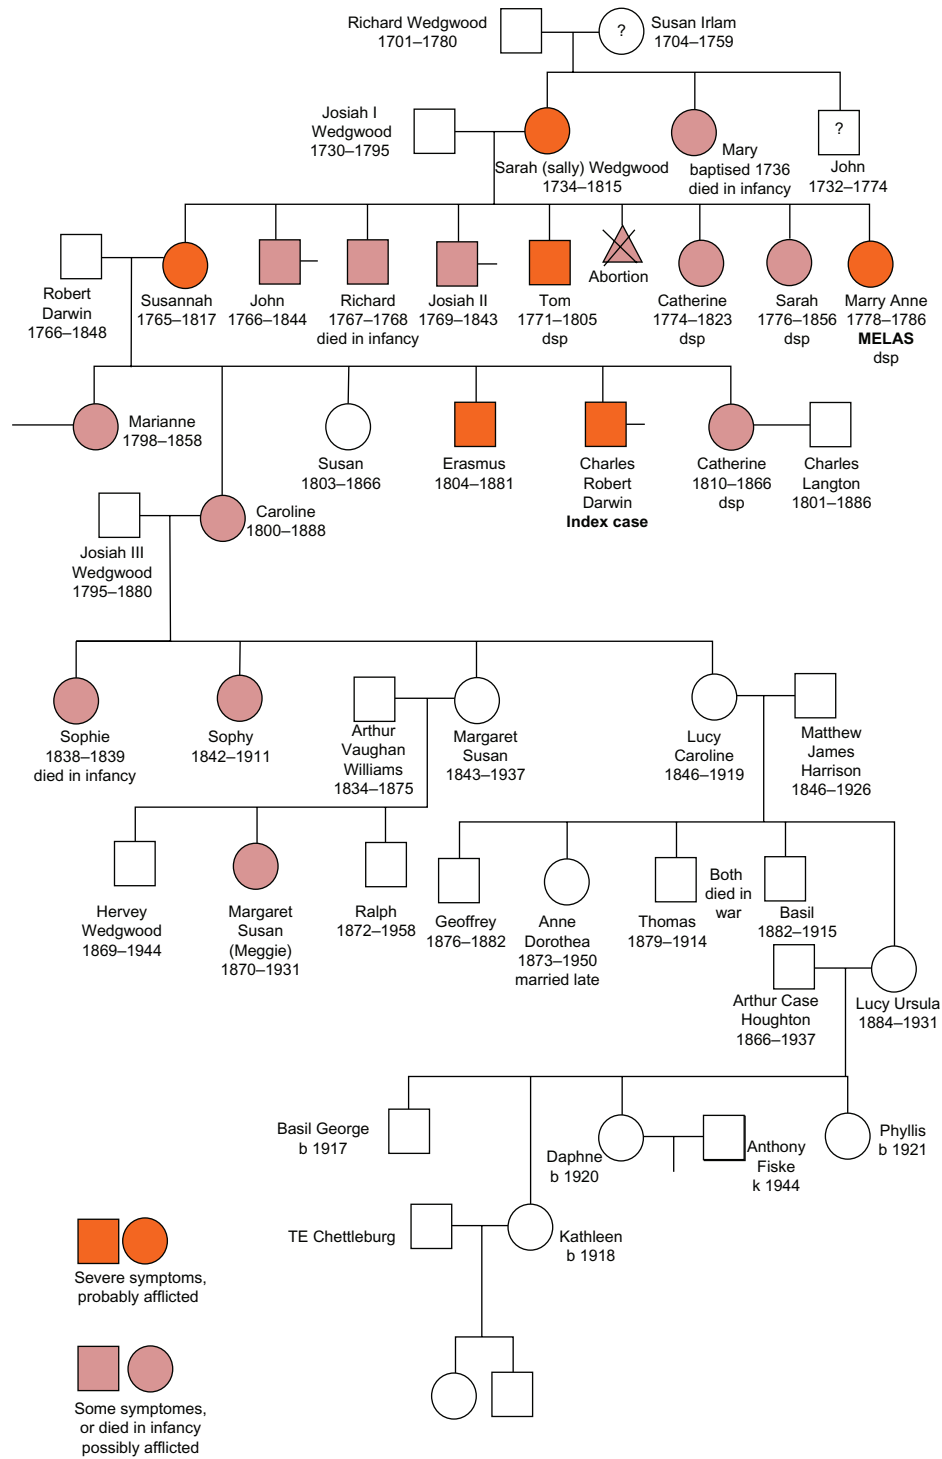 Richard Wedgwood
1701–1780
?
Susan Irlam
1704–1759
Josiah I
Wedgwood
1730–1795
Sarah (sally) Wedgwood
1734–1815
Mary
baptised 1736
died in infancy
?
John
1732–1774
Robert
Darwin
1766–1848
Susannah
1765–1817
John
1766–1844
Richard
1767–1768
died in infancy
Josiah II
1769–1843
Tom
1771–1805
dsp
Abortion
Catherine
1774–1823
dsp
Sarah
1776–1856
dsp
Marry Anne
1778–1786
MELAS
dsp
Marianne
1798–1858
Susan
1803–1866
Erasmus
1804–1881
Charles
Robert
Darwin
Index case
Catherine
1810–1866
dsp
Charles
Langton
1801–1886
Josiah III
Wedgwood
1795–1880
Caroline
1800–1888
Sophie
1838–1839
died in infancy
Sophy
1842–1911
Arthur
Vaughan
Williams
1834–1875
Margaret
Susan
1843–1937
Lucy
Caroline
1846–1919
Matthew
James
Harrison
1846–1926
Hervey
Wedgwood
1869–1944
Margaret
Susan
(Meggie)
1870–1931
Ralph
1872–1958
Geoffrey
1876–1882
Anne
Dorothea
1873–1950
married late
Thomas
1879–1914
Both
died in
war
Basil
1882–1915
Arthur Case
Houghton
1866–1937
Lucy Ursula
1884–1931
Basil George
b 1917
Daphne
b 1920
Anthony
Fiske
k 1944
Phyllis
b 1921
TE Chettleburg
Kathleen
b 1918
Severe symptoms,
probably afflicted
Some symptomes,
or died in infancy
possibly afflicted